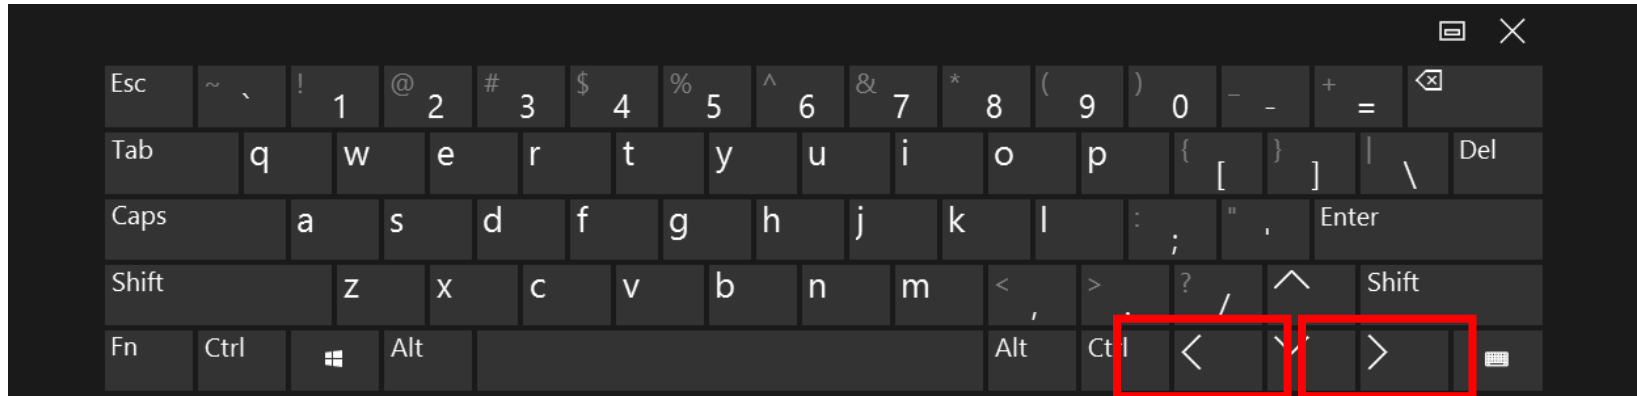 Esc ~ ` ! 1 @ 2 # 3 $ 4 % 5 ^ 6 & 7 * 8 ( 9 ) 0 _ - + =
Tab q w e r t y u i o p { [ } ] | \ Del
Caps a s d f g h j k l : ; " ' Enter
Shift z x c v b n m < , > . ? / Shift
Fn Ctrl Alt Alt Ctrl